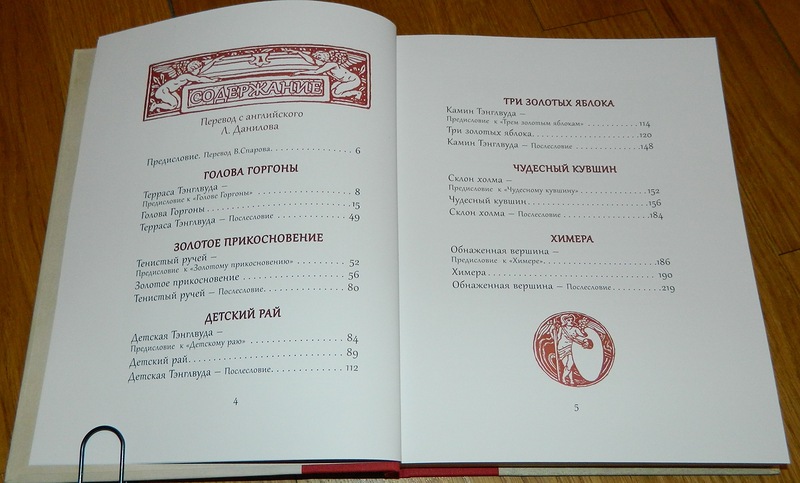 СОДЕРЖАНИЕ
Перевод с английского
Л. Данилова
Предисловие. Перевод В.Спарова. . . . . . . . . . . . . . 6
ГОЛОВА ГОРГОНЫ
Терраса Тэнглвуда —
Предисловие к «Голове Горгоны» . . . . . . . . . . . . . . . 8
Голова Горгоны . . . . . . . . . . . . . . . . . . . . . . 15
Терраса Тэнглвуда — Послесловие . . . . . . . . . . . 49
ЗОЛОТОЕ ПРИКОСНОВЕНИЕ
Тенистый ручей —
Предисловие к «Золотому прикосновению» . . . . . . . . 52
Золотое прикосновение . . . . . . . . . . . . . . . . 56
Тенистый ручей — Послесловие. . . . . . . . . . . . . 80
ДЕТСКИЙ РАЙ
Детская Тэнглвуда —
Предисловие к «Детскому раю» . . . . . . . . . . . . . . . 84
Детский рай. . . . . . . . . . . . . . . . . . . . . . . . 89
Детская Тэнглвуда — Послесловие. . . . . . . . . . . 112
4
ТРИ ЗОЛОТЫХ ЯБЛОКА
Камин Тэнглвуда —
Предисловие к «Трем золотым яблокам» . . . . . . . . . . 114
Три золотых яблока. . . . . . . . . . . . . . . . . . . 120
Камин Тэнглвуда — Послесловие . . . . . . . . . . . . 148
ЧУДЕСНЫЙ КУВШИН
Склон холма —
Предисловие к «Чудесному кувшину» . . . . . . . . . . . 152
Чудесный кувшин. . . . . . . . . . . . . . . . . . . . 156
Склон холма — Послесловие. . . . . . . . . . . . . . . 184
ХИМЕРА
Обнаженная вершина —
Предисловие к «Химере». . . . . . . . . . . . . . . . . . . 186
Химера. . . . . . . . . . . . . . . . . . . . . . . . . . . 190
Обнаженная вершина — Послесловие . . . . . . . . . 219
5